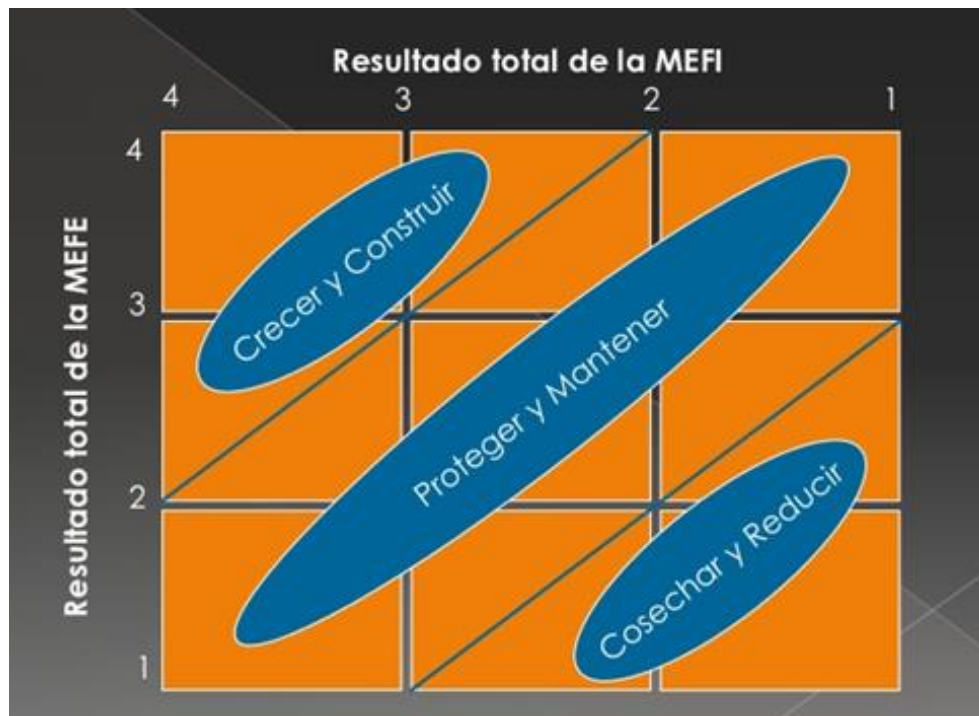 Resultado total de la MEFI
4 3 2 1
4
3
2
1
Resultado total de la MEFE
Crecer y Construir
Proteger y Mantener
Cosechar y Reducir